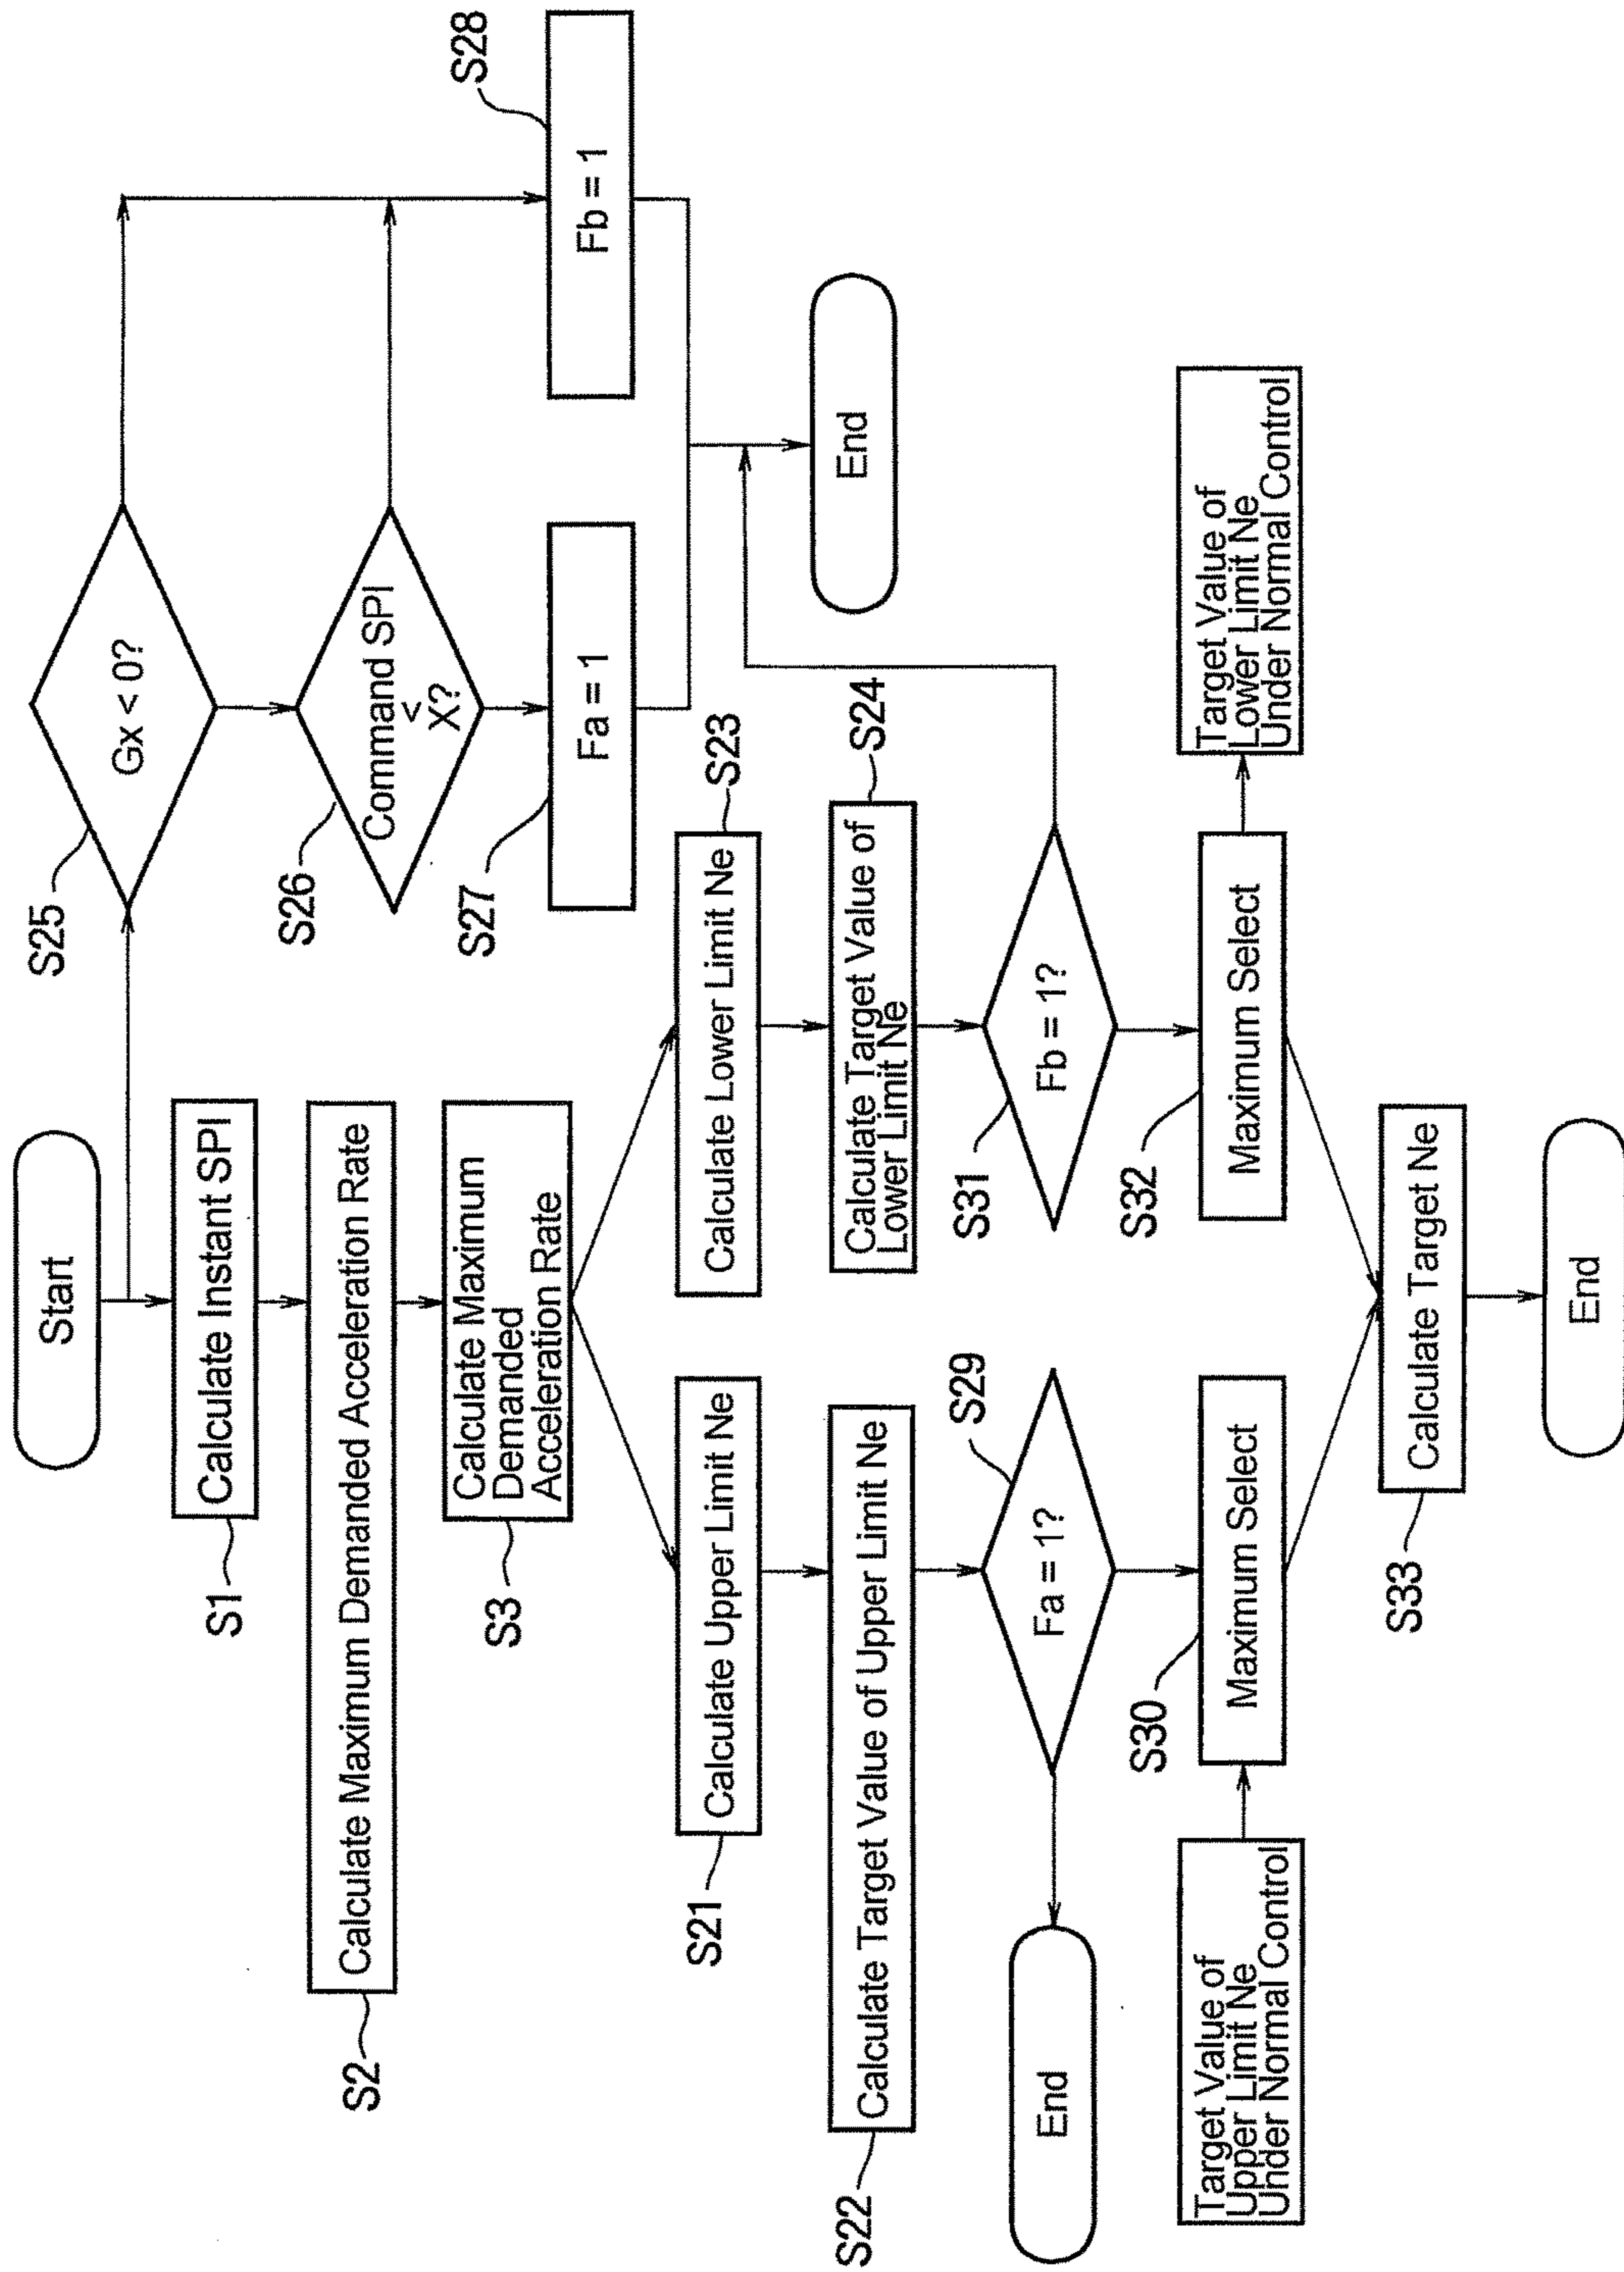 Start
S1
Calculate Instant SPI
S2
Calculate Maximum Demanded Acceleration Rate
S3
Calculate Maximum
Demanded
Acceleration Rate
S21
Calculate Upper Limit Ne
S22
Calculate Target Value of Upper Limit Ne
S29
Fa = 1?
End
S30
Maximum Select
Target Value of
Upper Limit Ne
Under Normal Control
S23
Calculate Lower Limit Ne
S24
Calculate Target Value of
Lower Limit Ne
S31
Fb = 1?
S32
Maximum Select
Target Value of
Lower Limit Ne
Under Normal Control
S33
Calculate Target Ne
End
S25
Gx < 0?
S26
Command SPI
<
X?
S27
Fa = 1
S28
Fb = 1
End